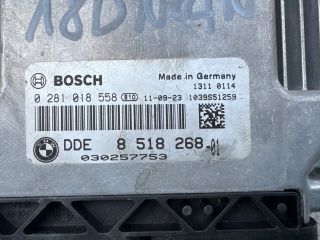 BOSCH
Made in Germany
1311 0114
0 281 018 558 E10 11-09-23 1039S51259
DDE 8 518 268-01
030257753